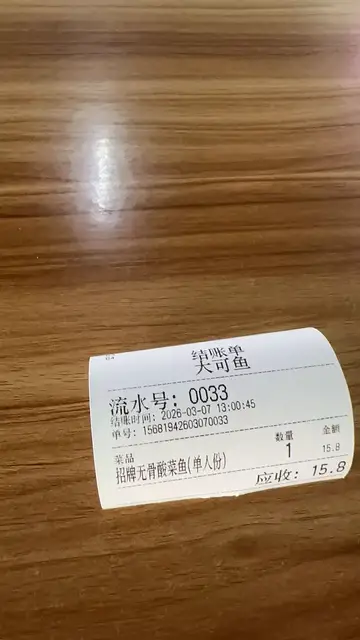 结账单
大可鱼
流水号：0033
结账时间：2026-03-07 13:00:45
单号：15681942603070033
菜品 数量 金额
招牌无骨酸菜鱼(单人份) 1 15.8
应收：15.8